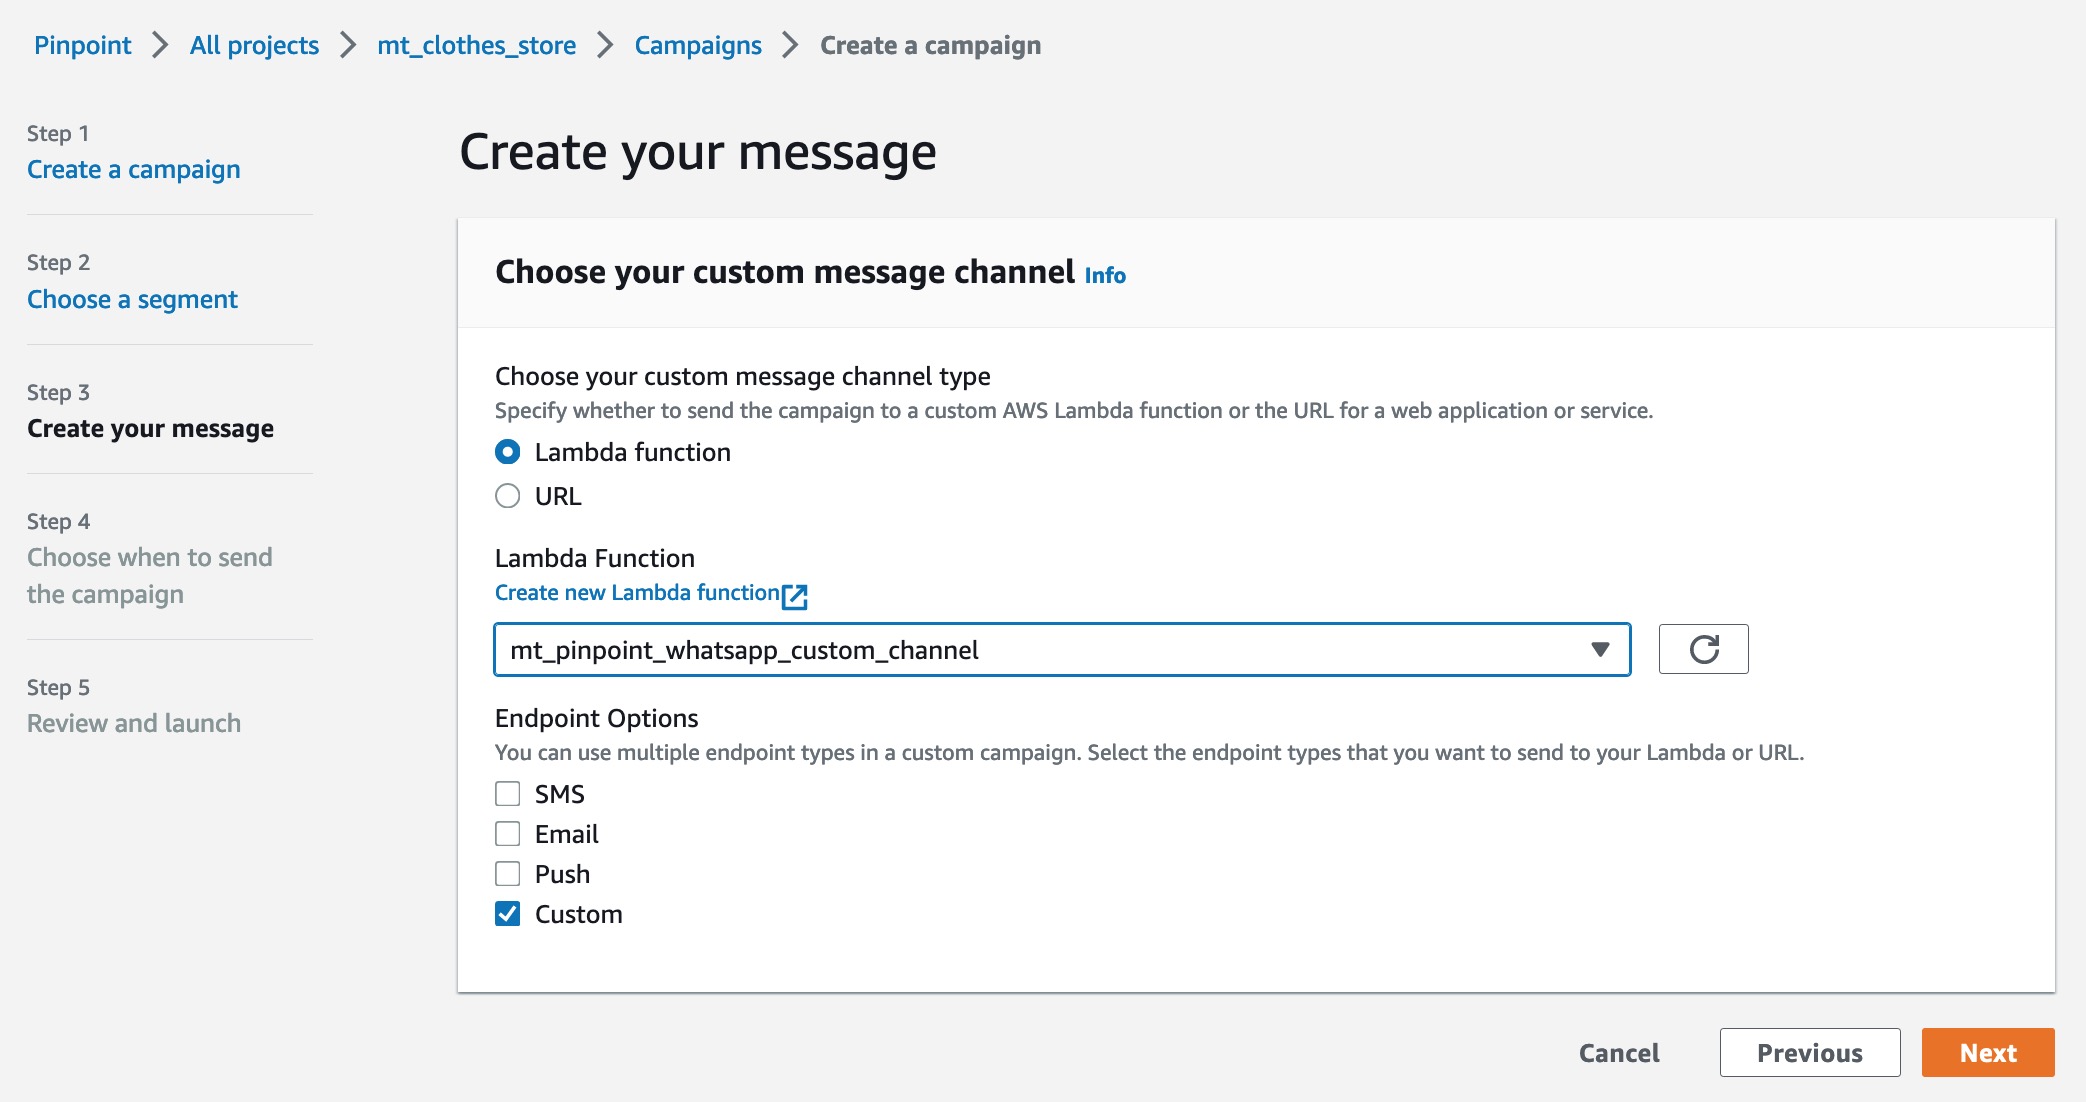 Pinpoint > All projects > mt_clothes_store > Campaigns > Create a campaign
Step 1
Create a campaign
Step 2
Choose a segment
Step 3
Create your message
Step 4
Choose when to send
the campaign
Step 5
Review and launch
Create your message
Choose your custom message channel Info
Choose your custom message channel type
Specify whether to send the campaign to a custom AWS Lambda function or the URL for a web application or service.
Lambda function
URL
Lambda Function
Create new Lambda function
mt_pinpoint_whatsapp_custom_channel
Endpoint Options
You can use multiple endpoint types in a custom campaign. Select the endpoint types that you want to send to your Lambda or URL.
SMS
Email
Push
Custom
Cancel
Previous
Next